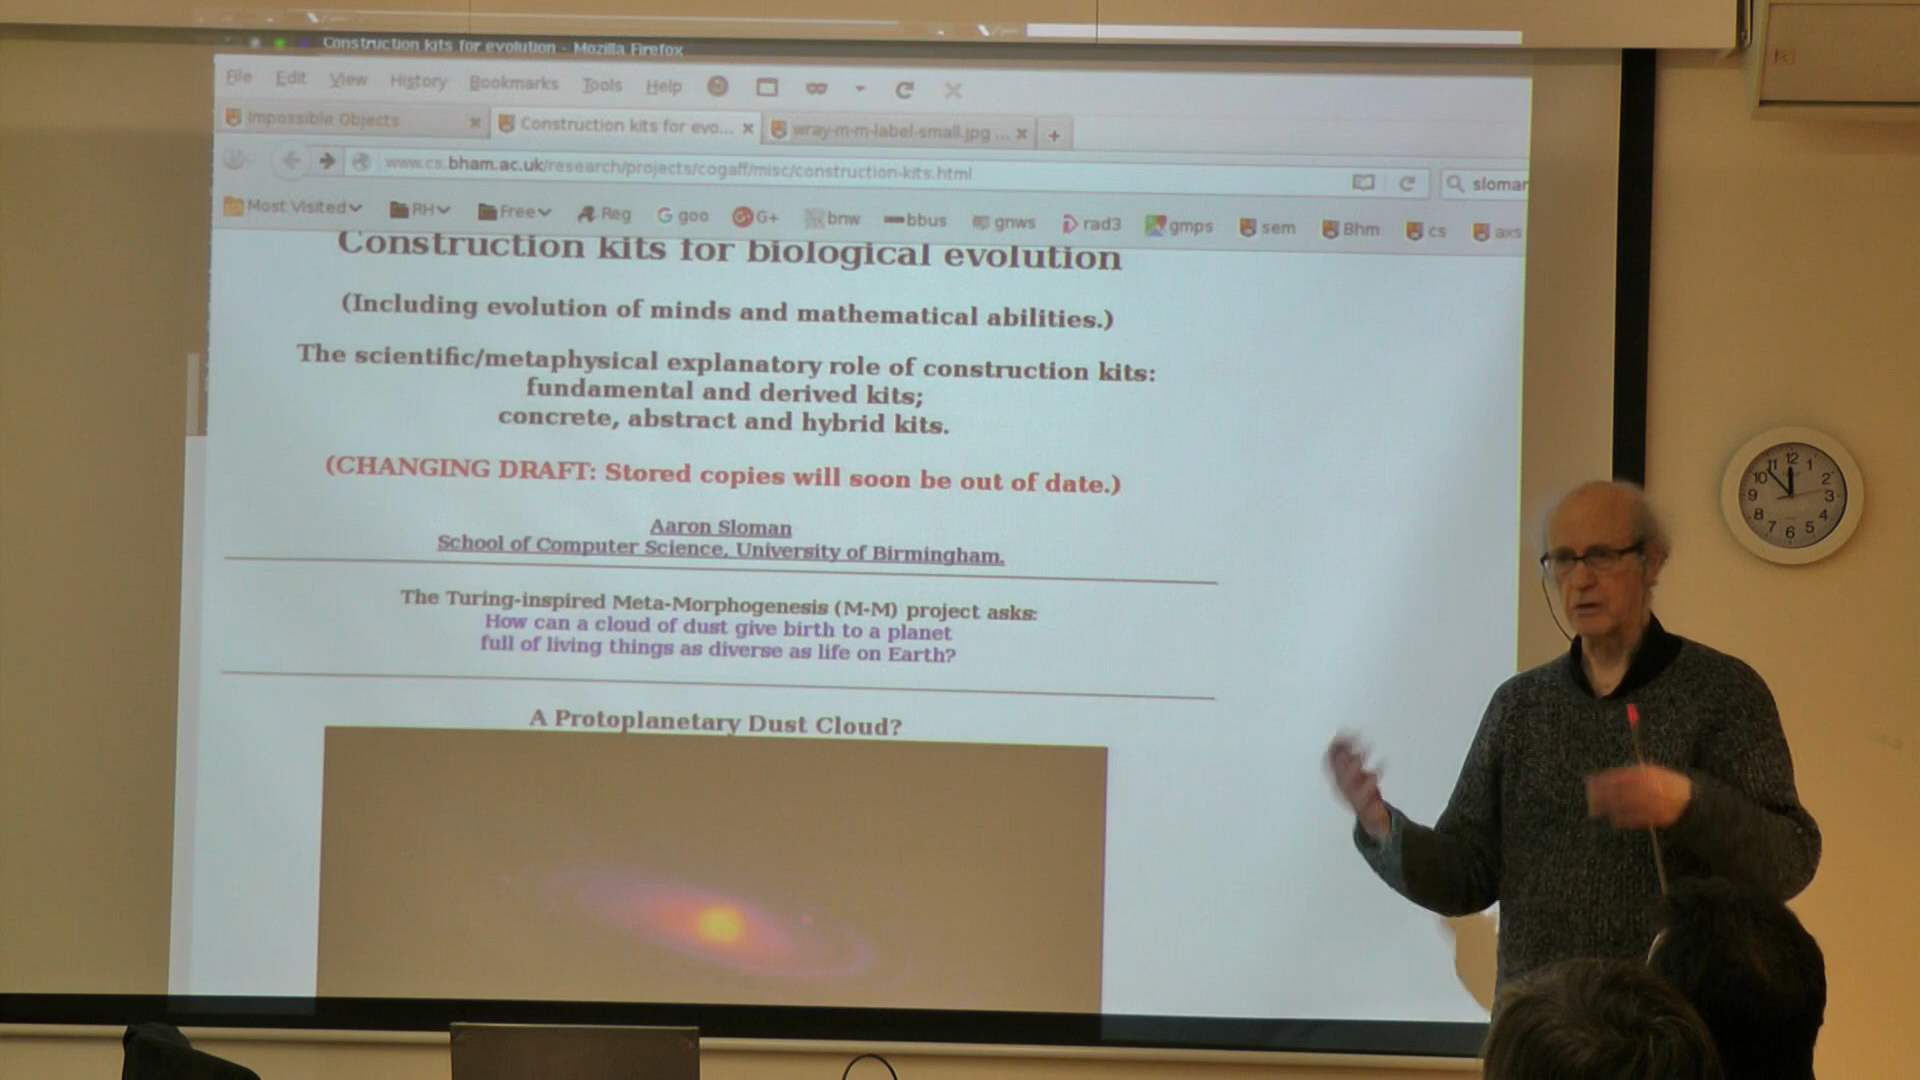 Construction kits for evolution - Mozilla Firefox
File Edit View History Bookmarks Tools Help
Impossible Objects
Construction kits for evo...
wray-m-m-label-small.jpg ...
www.cs.bham.ac.uk/research/projects/cogaff/misc/construction-kits.html
sloman
Most Visited RH Free Reg goo G+ bnw bbus gnws rad3 gmps sem Bhm cs axs
Construction kits for biological evolution
(Including evolution of minds and mathematical abilities.)
The scientific/metaphysical explanatory role of construction kits:
fundamental and derived kits;
concrete, abstract and hybrid kits.
(CHANGING DRAFT: Stored copies will soon be out of date.)
Aaron Sloman
School of Computer Science, University of Birmingham.
The Turing-inspired Meta-Morphogenesis (M-M) project asks:
How can a cloud of dust give birth to a planet
full of living things as diverse as life on Earth?
A Protoplanetary Dust Cloud?
12 1 2 3 4 5 6 7 8 9 10 11